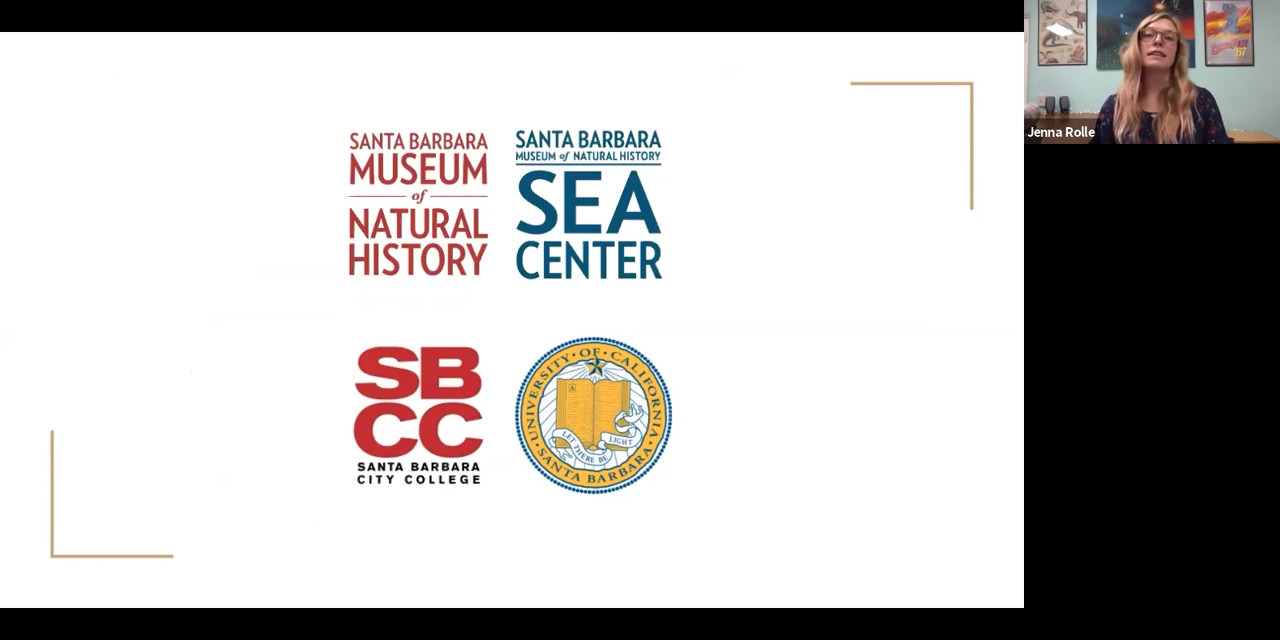 SANTA BARBARA
MUSEUM
of
NATURAL
HISTORY
SANTA BARBARA
MUSEUM of NATURAL HISTORY
SEA
CENTER
SB
CC
SANTA BARBARA
CITY COLLEGE
UNIVERSITY · OF · CALIFORNIA
SANTA BARBARA
A
LET THERE BE
LIGHT
Jenna Rolle
'87